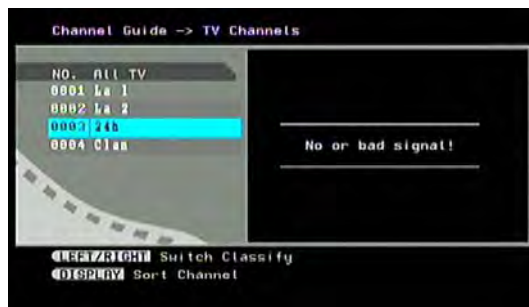 Channel Guide -> TV Channels
NO. All TV
0001 La 1
0002 La 2
0003 24h
0004 Clan
No or bad signal!
LEFT/RIGHT Switch Classify
DISPLAY Sort Channel